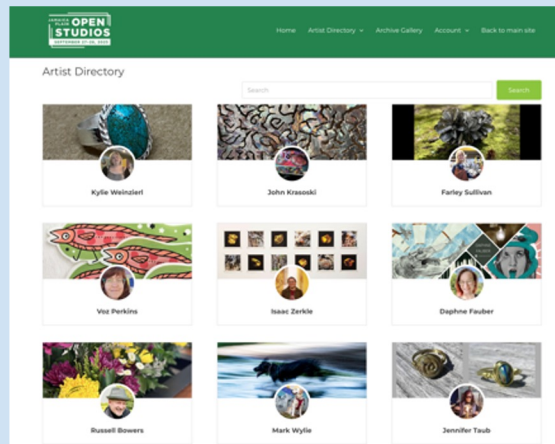 JAMAICA PLAIN OPEN STUDIOS
Home Artist Directory Archive Gallery Account Back to main site
Artist Directory
Search Search
Kylie Weinzierl John Krasoski Farley Sullivan
Voz Perkins Isaac Zerkle Daphne Fauber
Russell Bowers Mark Wylie Jennifer Taub